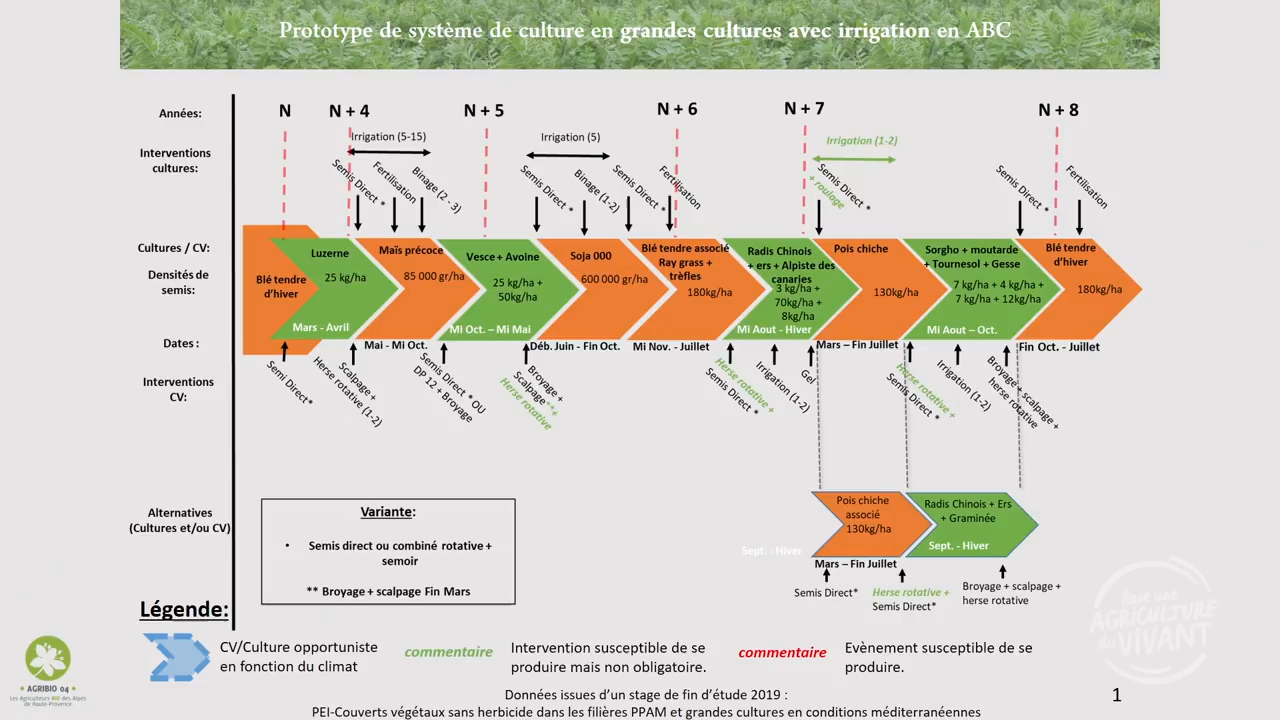 Prototype de système de culture en grandes cultures avec irrigation en ABC
Années:
N
N + 4
N + 5
N + 6
N + 7
N + 8
Interventions
cultures:
Irrigation (5-15)
Semis Direct *
Fertilisation
Binage (2 - 3)
Irrigation (5)
Semis Direct *
Binage (1-2)
Semis Direct *
Fertilisation
Irrigation (1-2)
Semis Direct *
+ roulage
Semis Direct *
Fertilisation
Cultures / CV:
Densités de
semis:
Dates :
Blé tendre
d’hiver
Luzerne
25 kg/ha
Mars - Avril
Maïs précoce
85 000 gr/ha
Mai - Mi Oct.
Vesce + Avoine
25 kg/ha +
50kg/ha
Mi Oct. – Mi Mai
Soja 000
600 000 gr/ha
Déb. Juin - Fin Oct.
Blé tendre associé
Ray grass +
trèfles
180kg/ha
Mi Nov. - Juillet
Radis Chinois
+ ers + Alpiste des
canaries
3 kg/ha +
70kg/ha +
8kg/ha
Mi Aout - Hiver
Pois chiche
130kg/ha
Mars – Fin Juillet
Sorgho + moutarde
+ Tournesol + Gesse
7 kg/ha + 4 kg/ha +
7 kg/ha + 12kg/ha
Mi Aout – Oct.
Blé tendre
d’hiver
180kg/ha
Fin Oct. - Juillet
Interventions
CV:
Semi Direct*
Scalpage +
Herse rotative (1-2)
Semis Direct * OU
DP 12 + Broyage
Broyage +
Scalpage**+
Herse rotative
Herse rotative +
Semis Direct *
Irrigation (1-2)
Gel
Herse rotative +
Semis Direct *
Irrigation (1-2)
Broyage + scalpage +
herse rotative
Alternatives
(Cultures et/ou CV)
Variante:
• Semis direct ou combiné rotative +
semoir
** Broyage + scalpage Fin Mars
Sept. - Hiver
Pois chiche
associé
130kg/ha
Mars – Fin Juillet
Radis Chinois + Ers
+ Graminée
Sept. - Hiver
Semis Direct*
Herse rotative +
Semis Direct*
Broyage + scalpage +
herse rotative
Légende:
CV/Culture opportuniste
en fonction du climat
commentaire
Intervention susceptible de se
produire mais non obligatoire.
commentaire
Evènement susceptible de se
produire.
Pour une
AGRICULTURE
du VIVANT
• AGRIBIO 04 •
Les Agriculteurs BIO des Alpes
de Haute-Provence
Données issues d’un stage de fin d’étude 2019 :
PEI-Couverts végétaux sans herbicide dans les filières PPAM et grandes cultures en conditions méditerranéennes
1